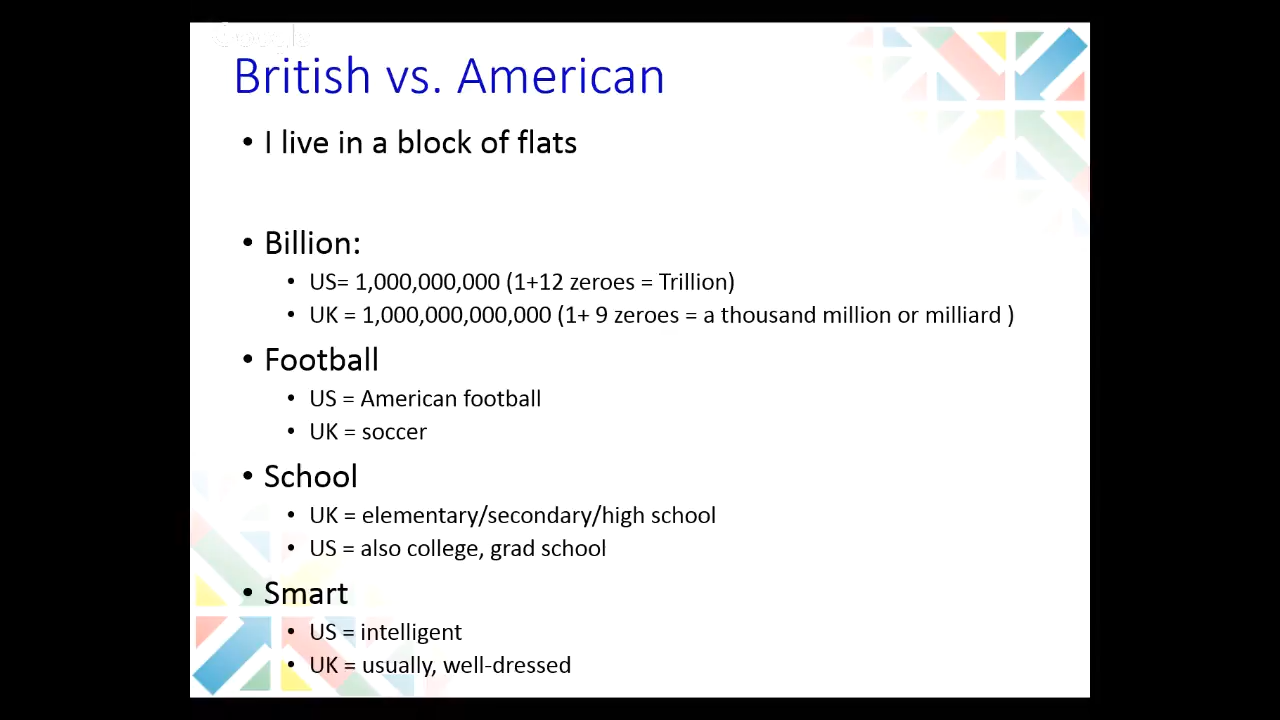 Google
British vs. American
• I live in a block of flats
• Billion:
• US= 1,000,000,000 (1+12 zeroes = Trillion)
• UK = 1,000,000,000,000 (1+ 9 zeroes = a thousand million or milliard )
• Football
• US = American football
• UK = soccer
• School
• UK = elementary/secondary/high school
• US = also college, grad school
• Smart
• US = intelligent
• UK = usually, well-dressed